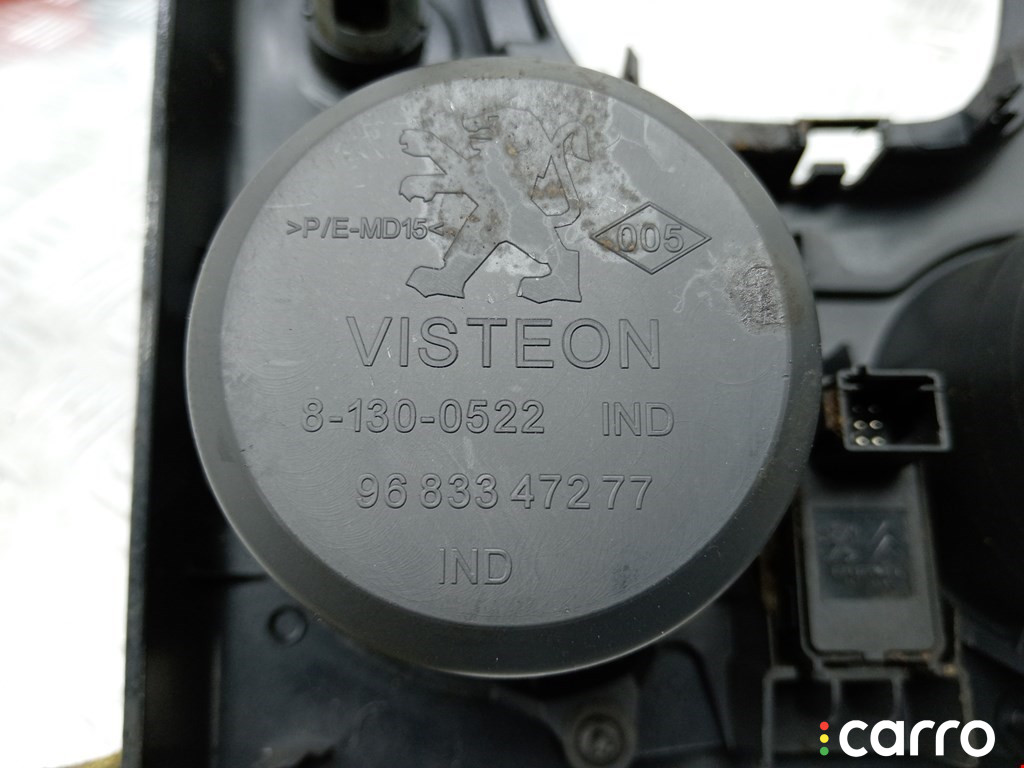 >P/E-MD15<
005
VISTEON
8-130-0522 IND
96 833 472 77
IND
carro